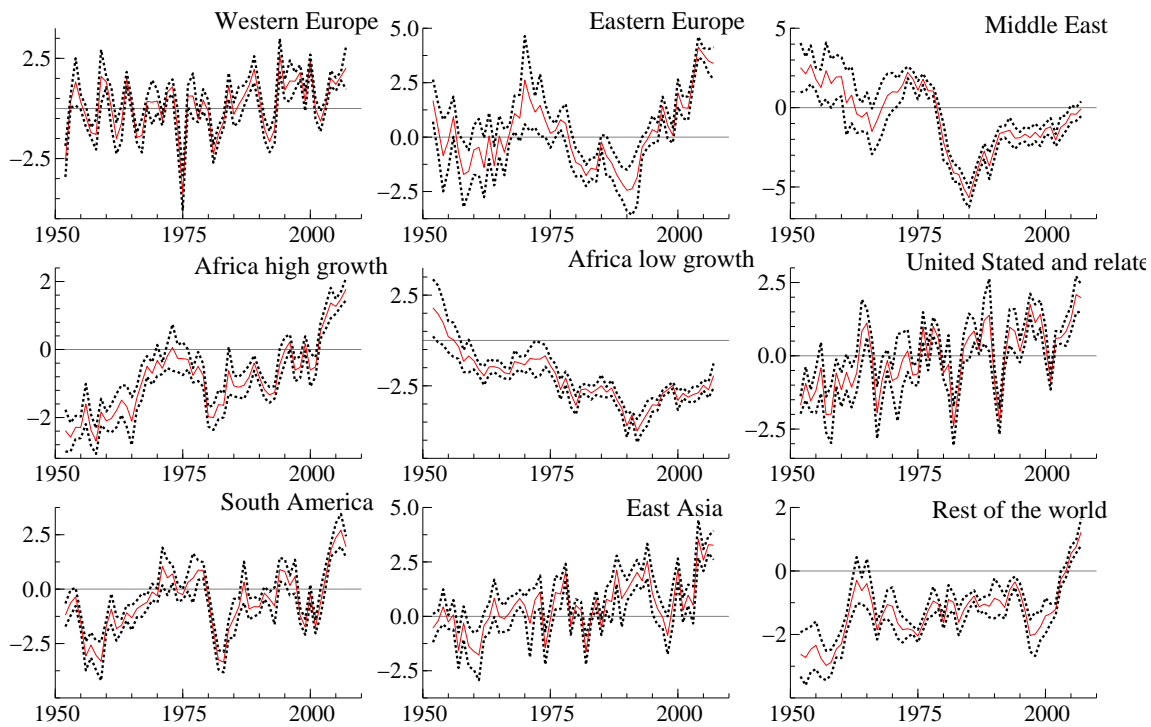 Western Europe
2.5
−2.5
1950 1975 2000
Eastern Europe
5.0
2.5
0.0
−2.5
1950 1975 2000
Middle East
5
0
−5
1950 1975 2000
Africa high growth
2
0
−2
1950 1975 2000
Africa low growth
2.5
−2.5
1950 1975 2000
United Stated and relate
2.5
0.0
−2.5
1950 1975 2000
South America
2.5
0.0
−2.5
1950 1975 2000
East Asia
5.0
2.5
0.0
−2.5
1950 1975 2000
Rest of the world
2
0
−2
1950 1975 2000